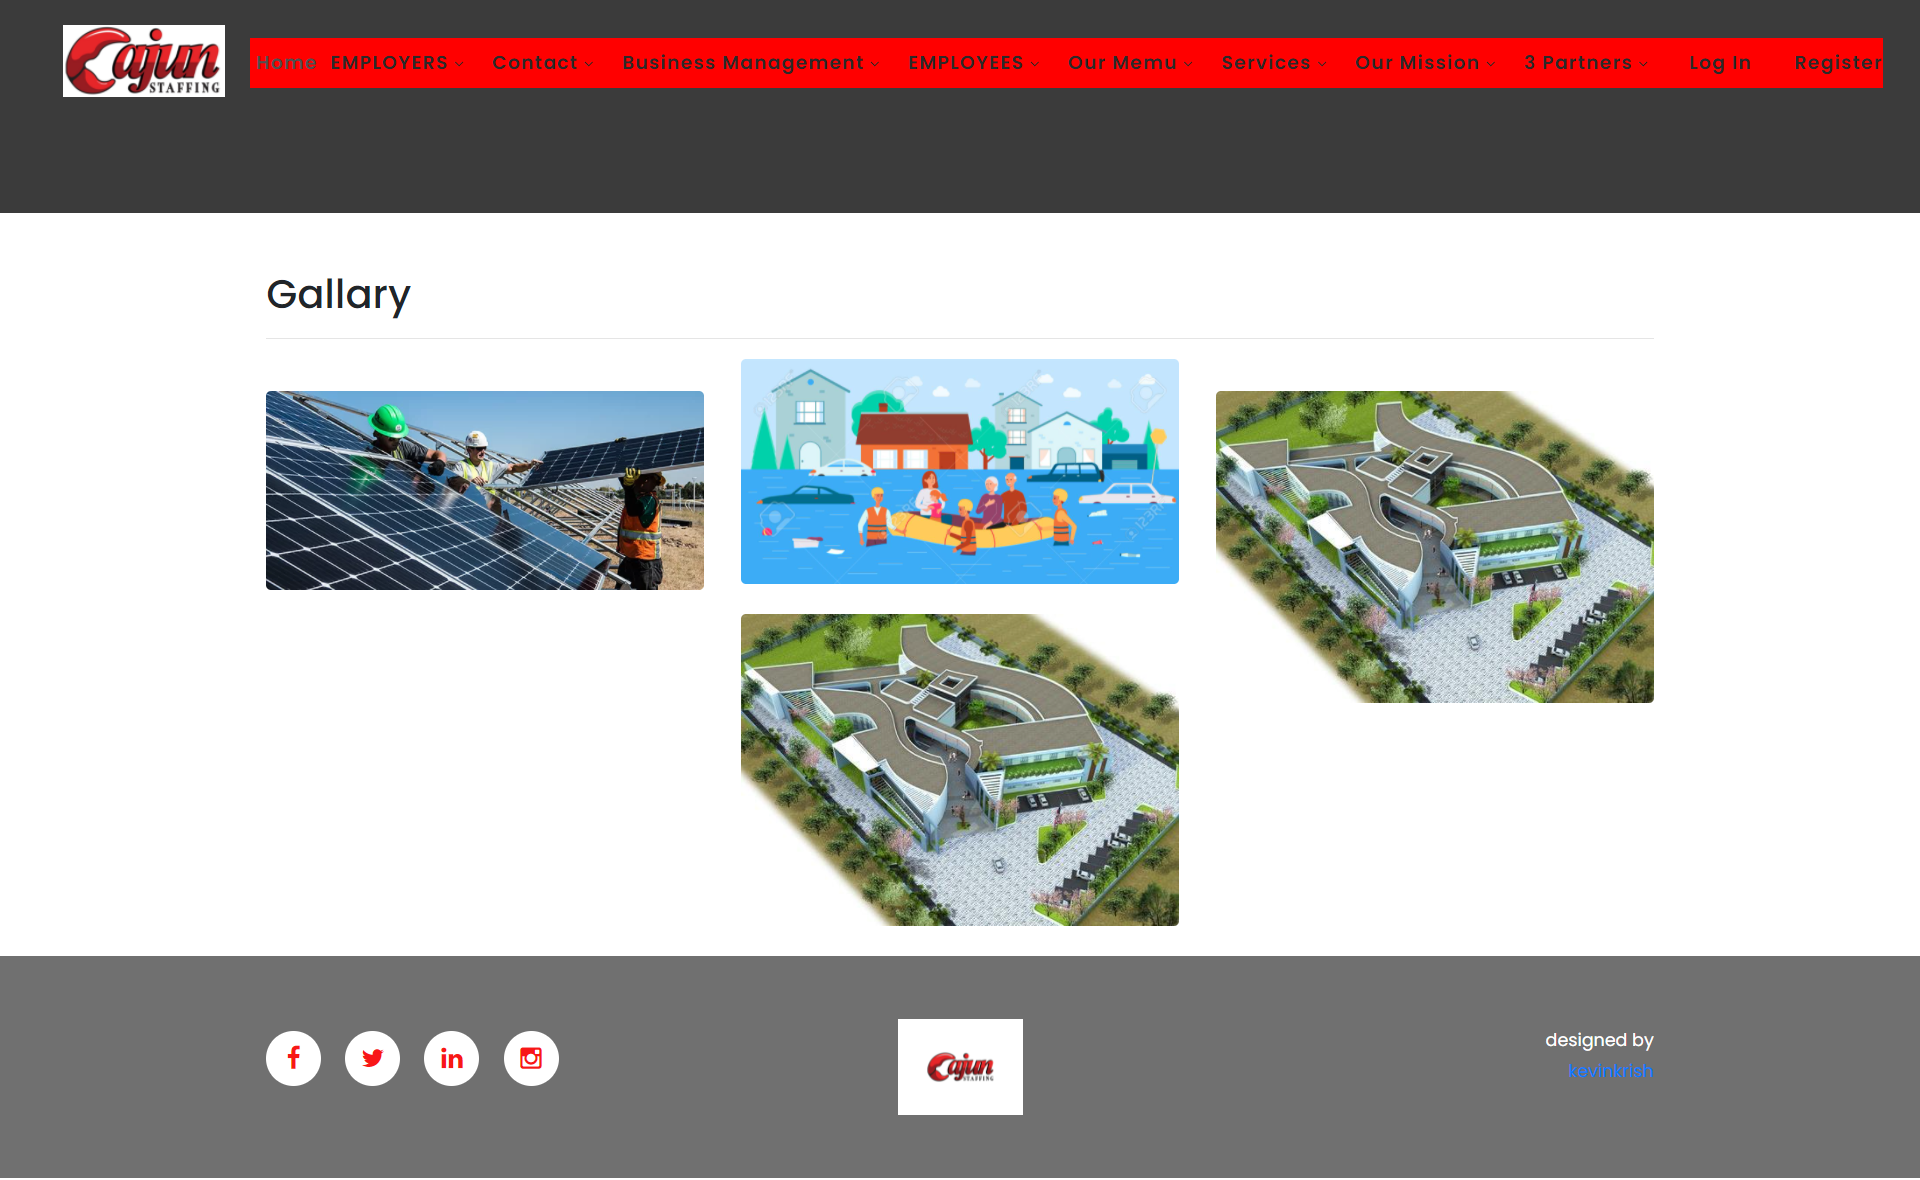 Cajun
STAFFING
Home EMPLOYERS Contact Business Management EMPLOYEES Our Memu Services Our Mission 3 Partners Log In Register
Gallary
Cajun
STAFFING
designed by
kevinkrish